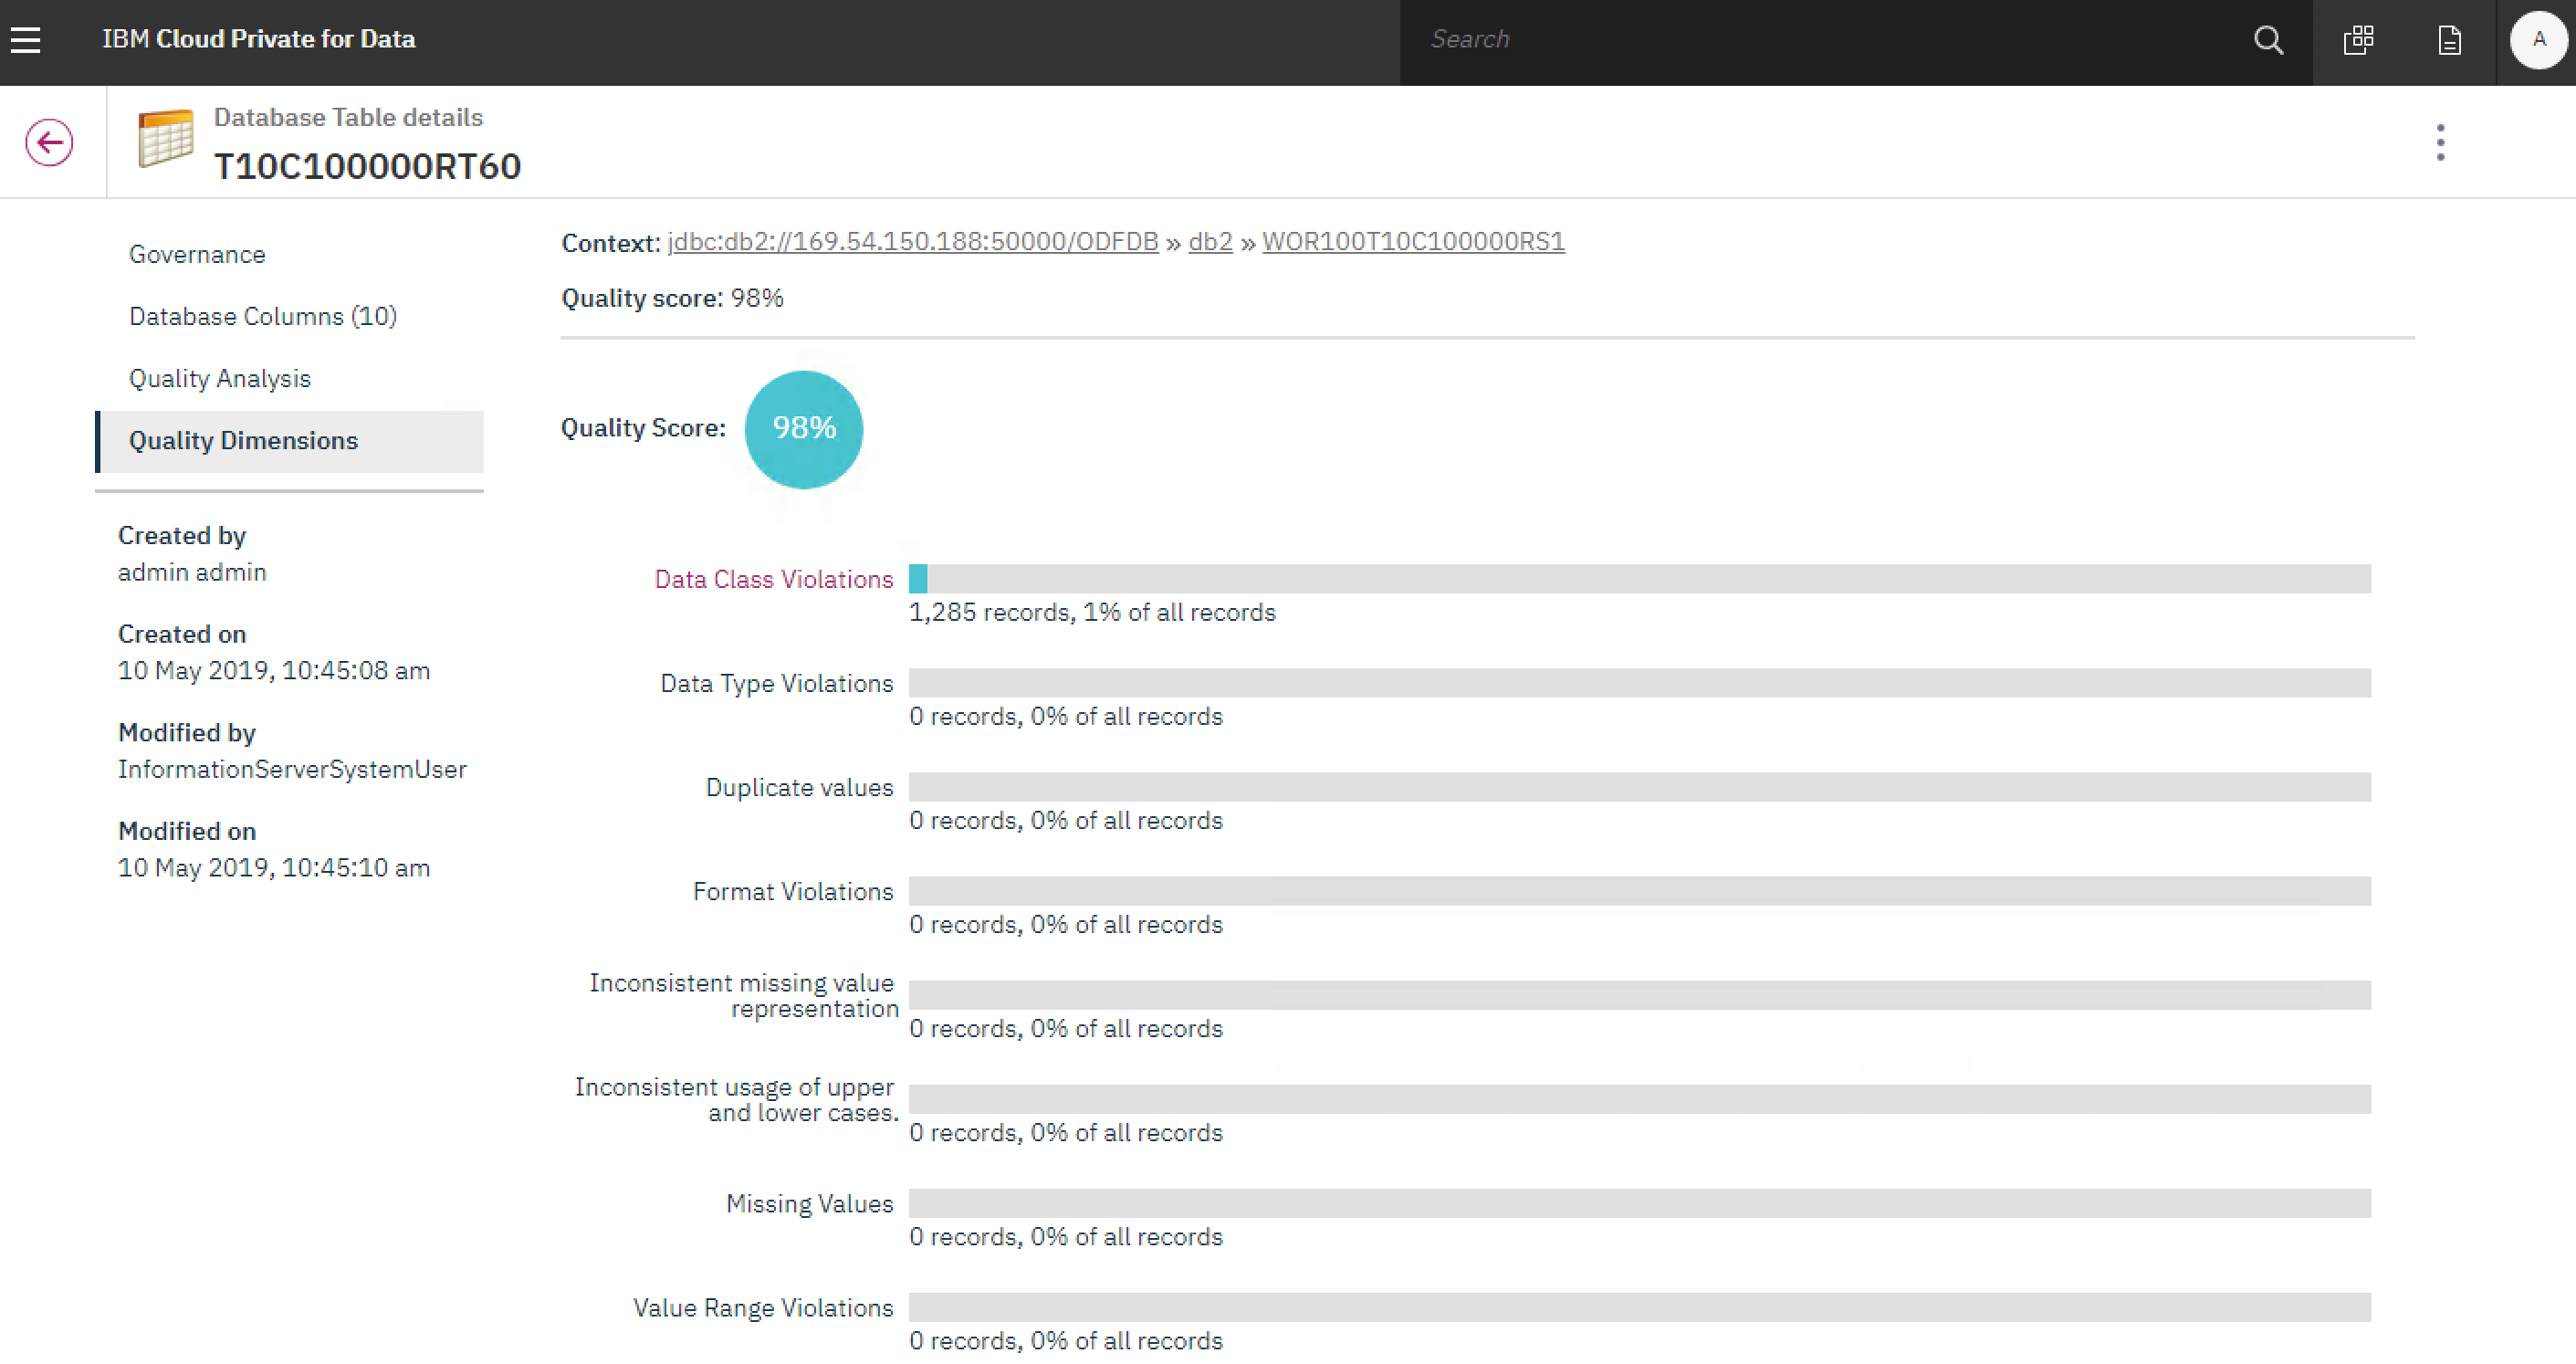 IBM Cloud Private for Data
Search
A
Database Table details
T10C100000RT60
Governance
Database Columns (10)
Quality Analysis
Quality Dimensions
Created by
admin admin
Created on
10 May 2019, 10:45:08 am
Modified by
InformationServerSystemUser
Modified on
10 May 2019, 10:45:10 am
Context: jdbc:db2://169.54.150.188:50000/ODFDB » db2 » WOR100T10C100000RS1
Quality score: 98%
Quality Score: 98%
Data Class Violations
1,285 records, 1% of all records
Data Type Violations
0 records, 0% of all records
Duplicate values
0 records, 0% of all records
Format Violations
0 records, 0% of all records
Inconsistent missing value
representation
0 records, 0% of all records
Inconsistent usage of upper
and lower cases.
0 records, 0% of all records
Missing Values
0 records, 0% of all records
Value Range Violations
0 records, 0% of all records